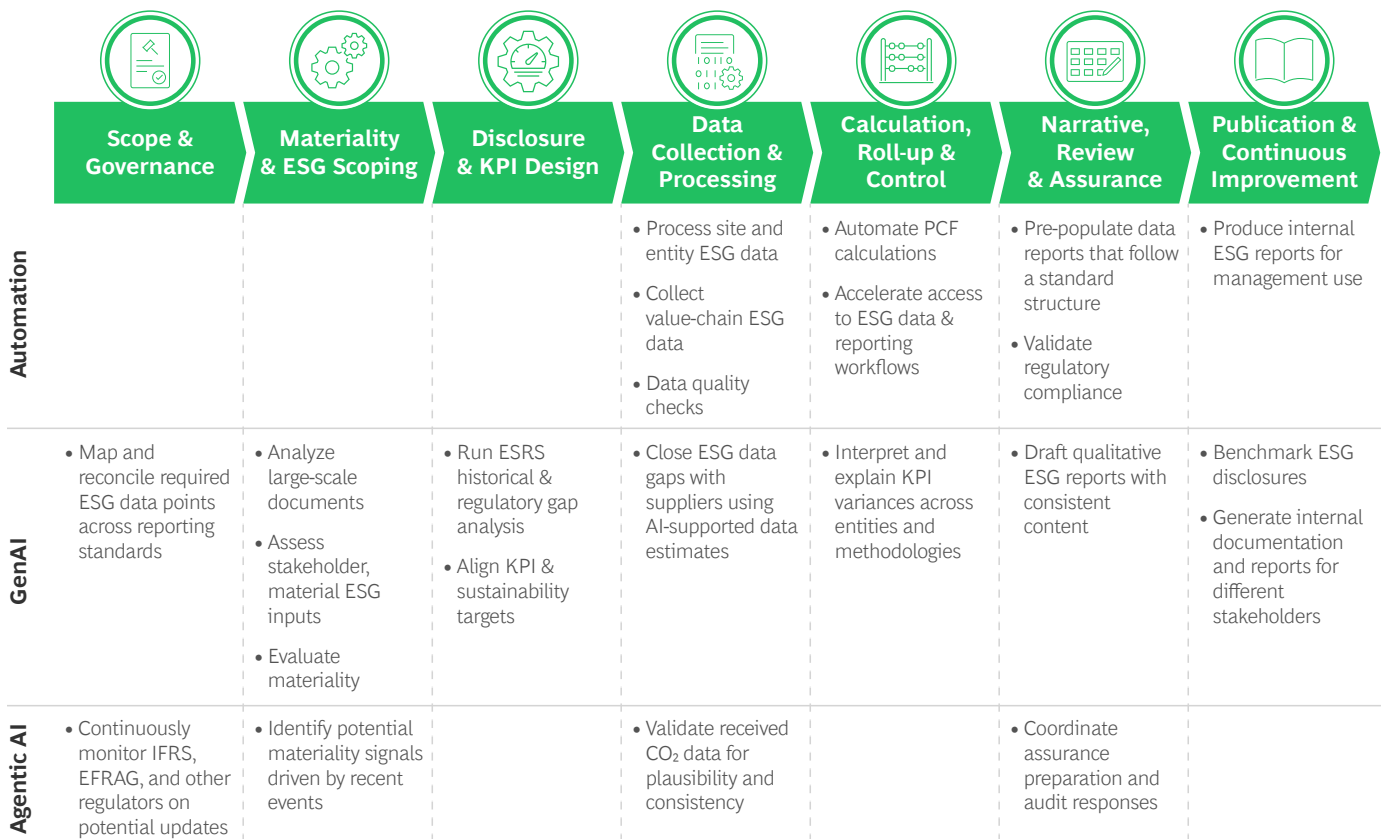 Scope &
Governance
Materiality
& ESG Scoping
Disclosure
& KPI Design
Data
Collection &
Processing
Calculation,
Roll-up &
Control
Narrative,
Review
& Assurance
Publication &
Continuous
Improvement
Automation
• Process site and
entity ESG data
• Collect
value-chain ESG
data
• Data quality
checks
• Automate PCF
calculations
• Accelerate access
to ESG data &
reporting
workflows
• Pre-populate data
reports that follow
a standard
structure
• Validate
regulatory
compliance
• Produce internal
ESG reports for
management use
GenAI
• Map and
reconcile required
ESG data points
across reporting
standards
• Analyze
large-scale
documents
• Assess
stakeholder,
material ESG
inputs
• Evaluate
materiality
• Run ESRS
historical &
regulatory gap
analysis
• Align KPI &
sustainability
targets
• Close ESG data
gaps with
suppliers using
AI-supported data
estimates
• Interpret and
explain KPI
variances across
entities and
methodologies
• Draft qualitative
ESG reports with
consistent
content
• Benchmark ESG
disclosures
• Generate internal
documentation
and reports for
different
stakeholders
Agentic AI
• Continuously
monitor IFRS,
EFRAG, and other
regulators on
potential updates
• Identify potential
materiality signals
driven by recent
events
• Validate received
CO₂ data for
plausibility and
consistency
• Coordinate
assurance
preparation and
audit responses